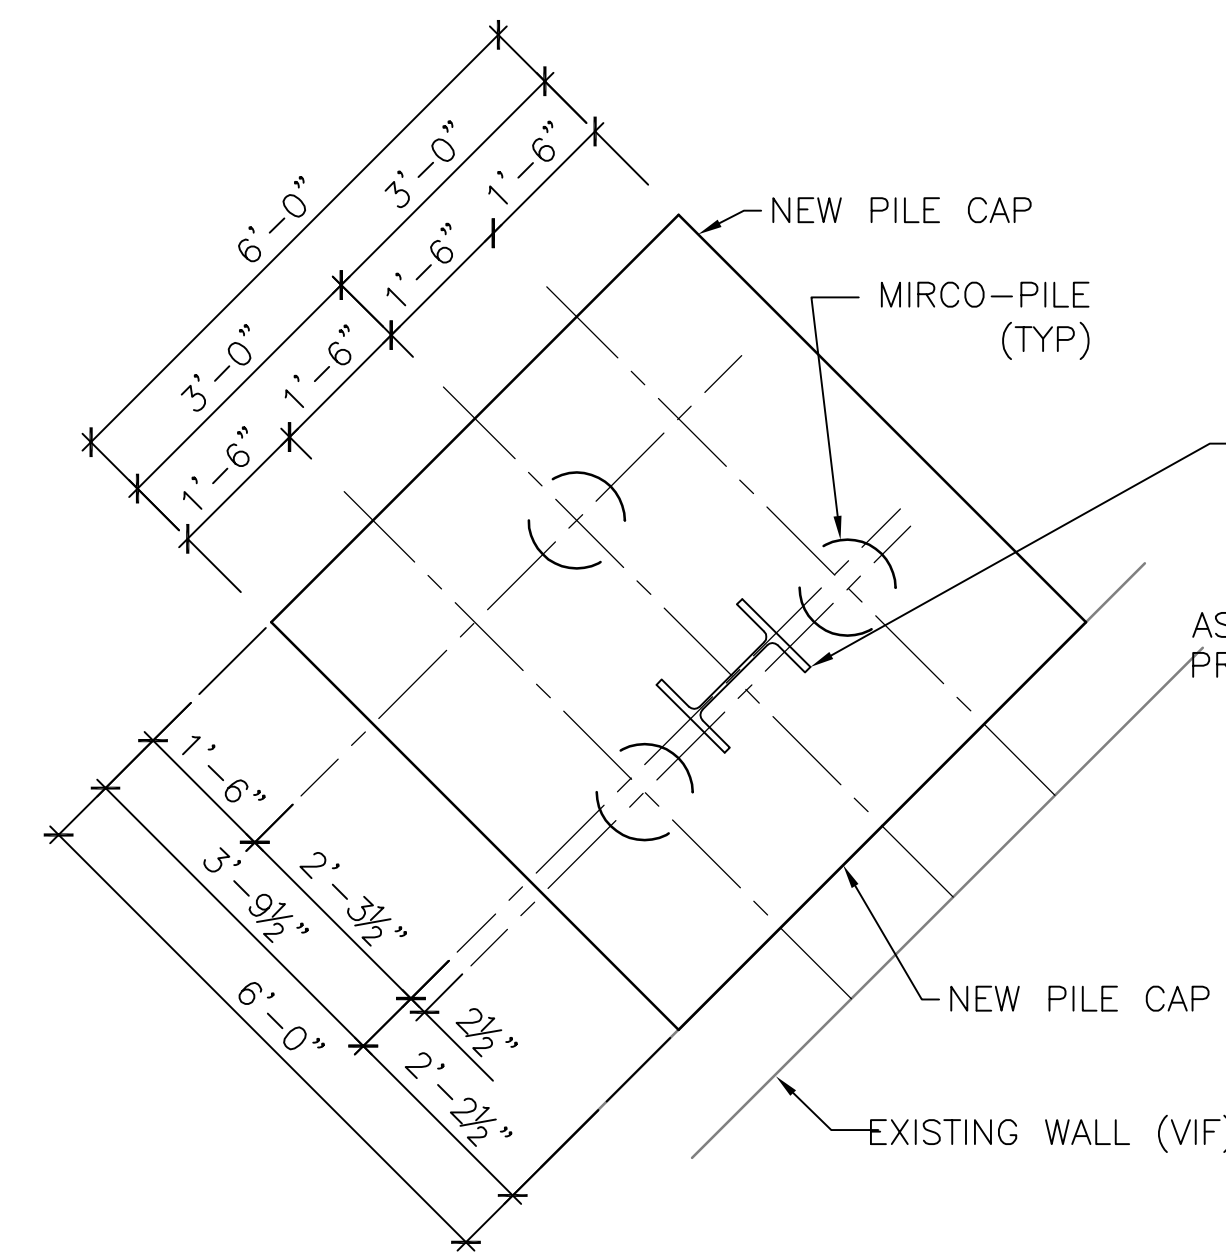 6'-0"
3'-0"
3'-0"
1'-6"
1'-6"
1'-6"
1'-6"
NEW PILE CAP
MIRCO-PILE
(TYP)
AS
PR
1'-6"
2'-3½"
2½"
3'-9½"
2'-2½"
6'-0"
NEW PILE CAP
EXISTING WALL (VIF)